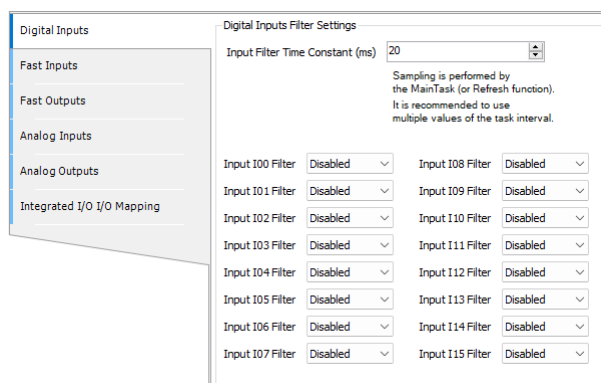 Digital Inputs
Fast Inputs
Fast Outputs
Analog Inputs
Analog Outputs
Integrated I/O I/O Mapping
Digital Inputs Filter Settings
Input Filter Time Constant (ms) 20
Sampling is performed by
the MainTask (or Refresh function).
It is recommended to use
multiple values of the task interval.
Input I00 Filter Disabled Input I08 Filter Disabled
Input I01 Filter Disabled Input I09 Filter Disabled
Input I02 Filter Disabled Input I10 Filter Disabled
Input I03 Filter Disabled Input I11 Filter Disabled
Input I04 Filter Disabled Input I12 Filter Disabled
Input I05 Filter Disabled Input I13 Filter Disabled
Input I06 Filter Disabled Input I14 Filter Disabled
Input I07 Filter Disabled Input I15 Filter Disabled